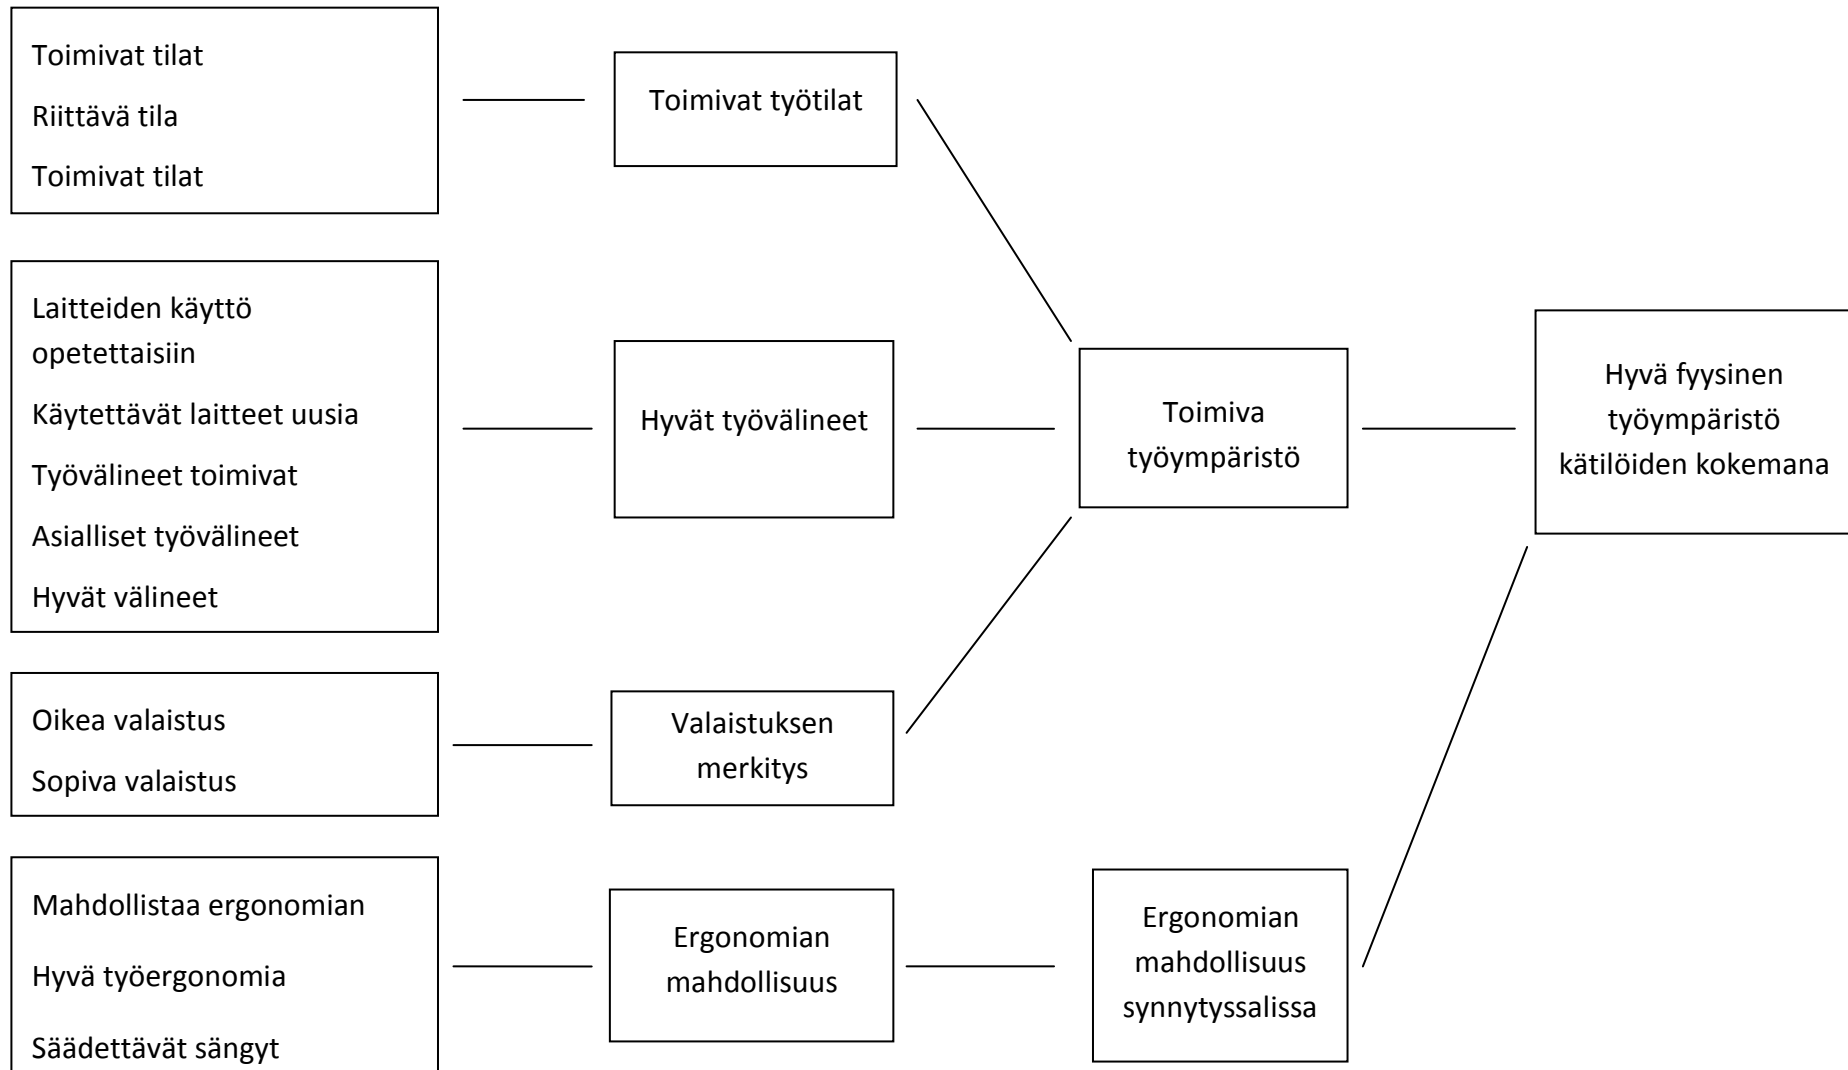 Toimivat tilat
Riittävä tila
Toimivat tilat
Toimivat työtilat
Laitteiden käyttö
opetettaisiin
Käytettävät laitteet uusia
Työvälineet toimivat
Asialliset työvälineet
Hyvät välineet
Hyvät työvälineet
Toimiva
työympäristö
Hyvä fyysinen
työympäristö
kätilöiden kokemana
Oikea valaistus
Sopiva valaistus
Valaistuksen
merkitys
Mahdollistaa ergonomian
Hyvä työergonomia
Säädettävät sängyt
Ergonomian
mahdollisuus
Ergonomian
mahdollisuus
synnytyssalissa